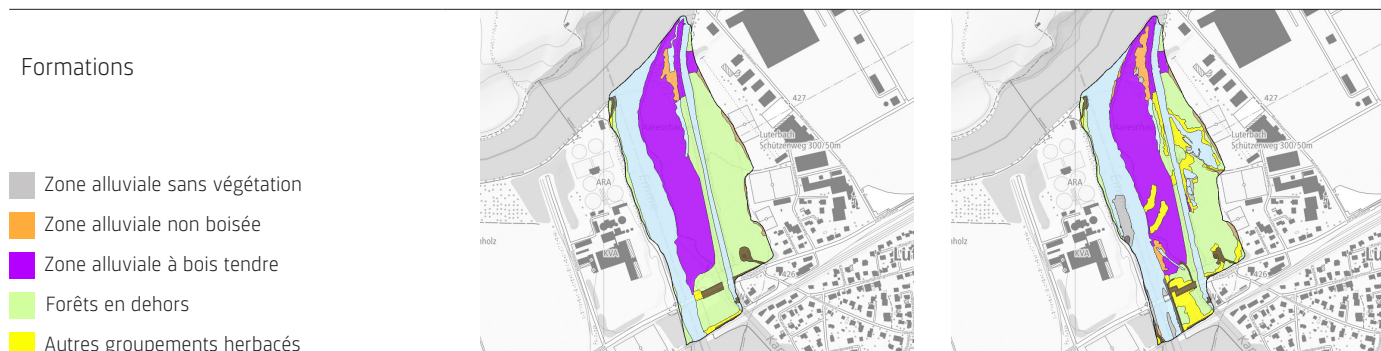 Formations
Zone alluviale sans végétation
Zone alluviale non boisée
Zone alluviale à bois tendre
Forêts en dehors
Autres groupements herbacés
427
Luterbach
Schützenweg 300/50m
ARA
KVA
426
427
Luterbach
Schützenweg 300/50m
ARA
nholz
KVA
426